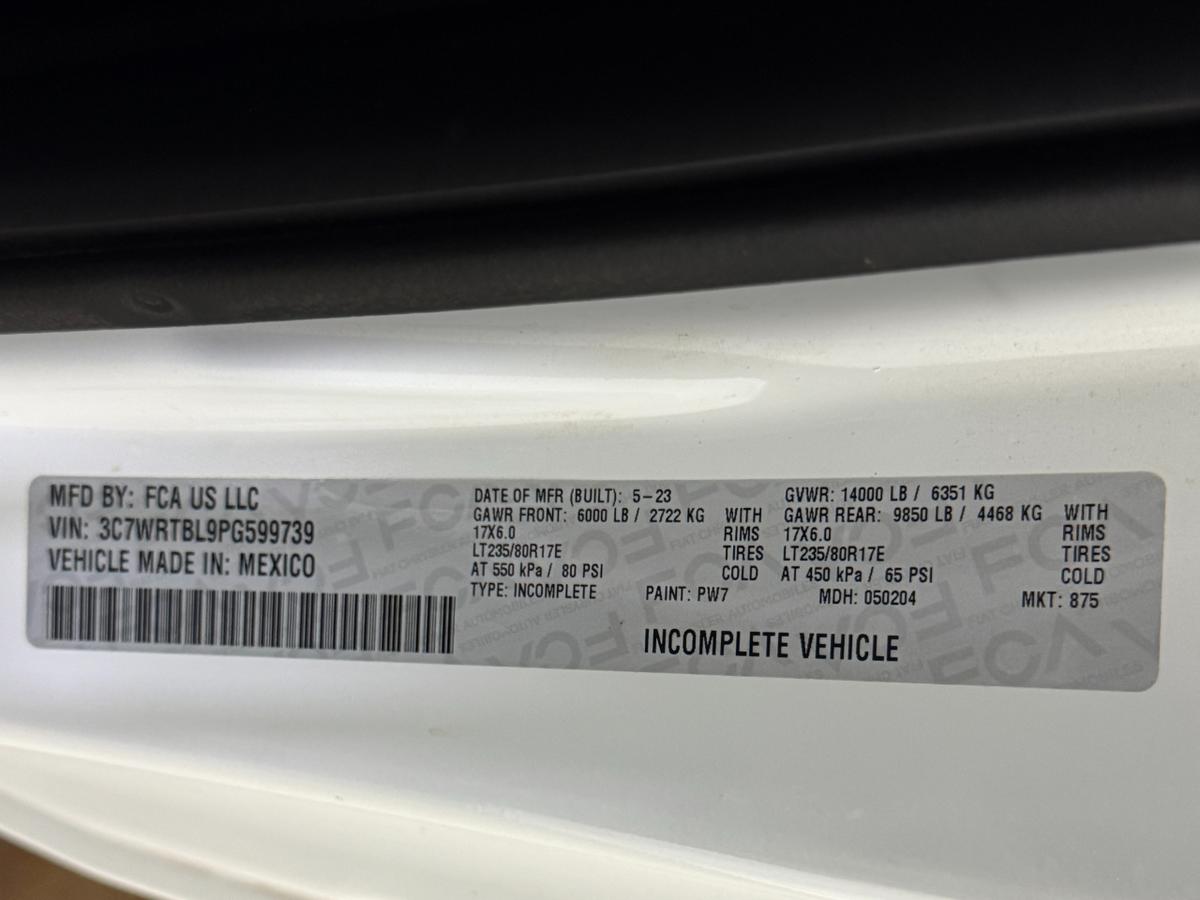 MFD BY: FCA US LLC
VIN: 3C7WRTBL9PG599739
VEHICLE MADE IN: MEXICO
DATE OF MFR (BUILT): 5-23
GAWR FRONT: 6000 LB / 2722 KG WITH
17X6.0 RIMS
LT235/80R17E TIRES
AT 550 kPa / 80 PSI COLD
TYPE: INCOMPLETE
GVWR: 14000 LB / 6351 KG
GAWR REAR: 9850 LB / 4468 KG WITH
17X6.0 RIMS
LT235/80R17E TIRES
AT 450 kPa / 65 PSI COLD
PAINT: PW7 MDH: 050204 MKT: 875
INCOMPLETE VEHICLE